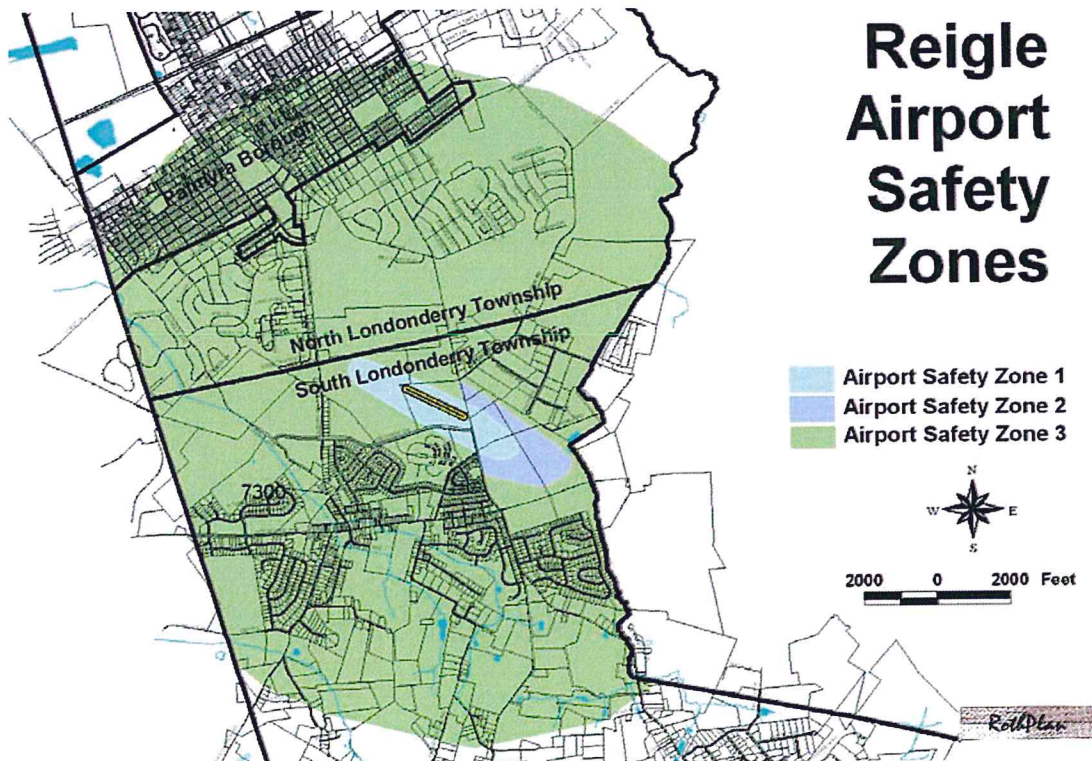 Reigle
Airport
Safety
Zones
Palmyra Borough
North Londonderry Township
South Londonderry Township
7300
Airport Safety Zone 1
Airport Safety Zone 2
Airport Safety Zone 3
N
W E
S
2000 0 2000 Feet
RothPlan